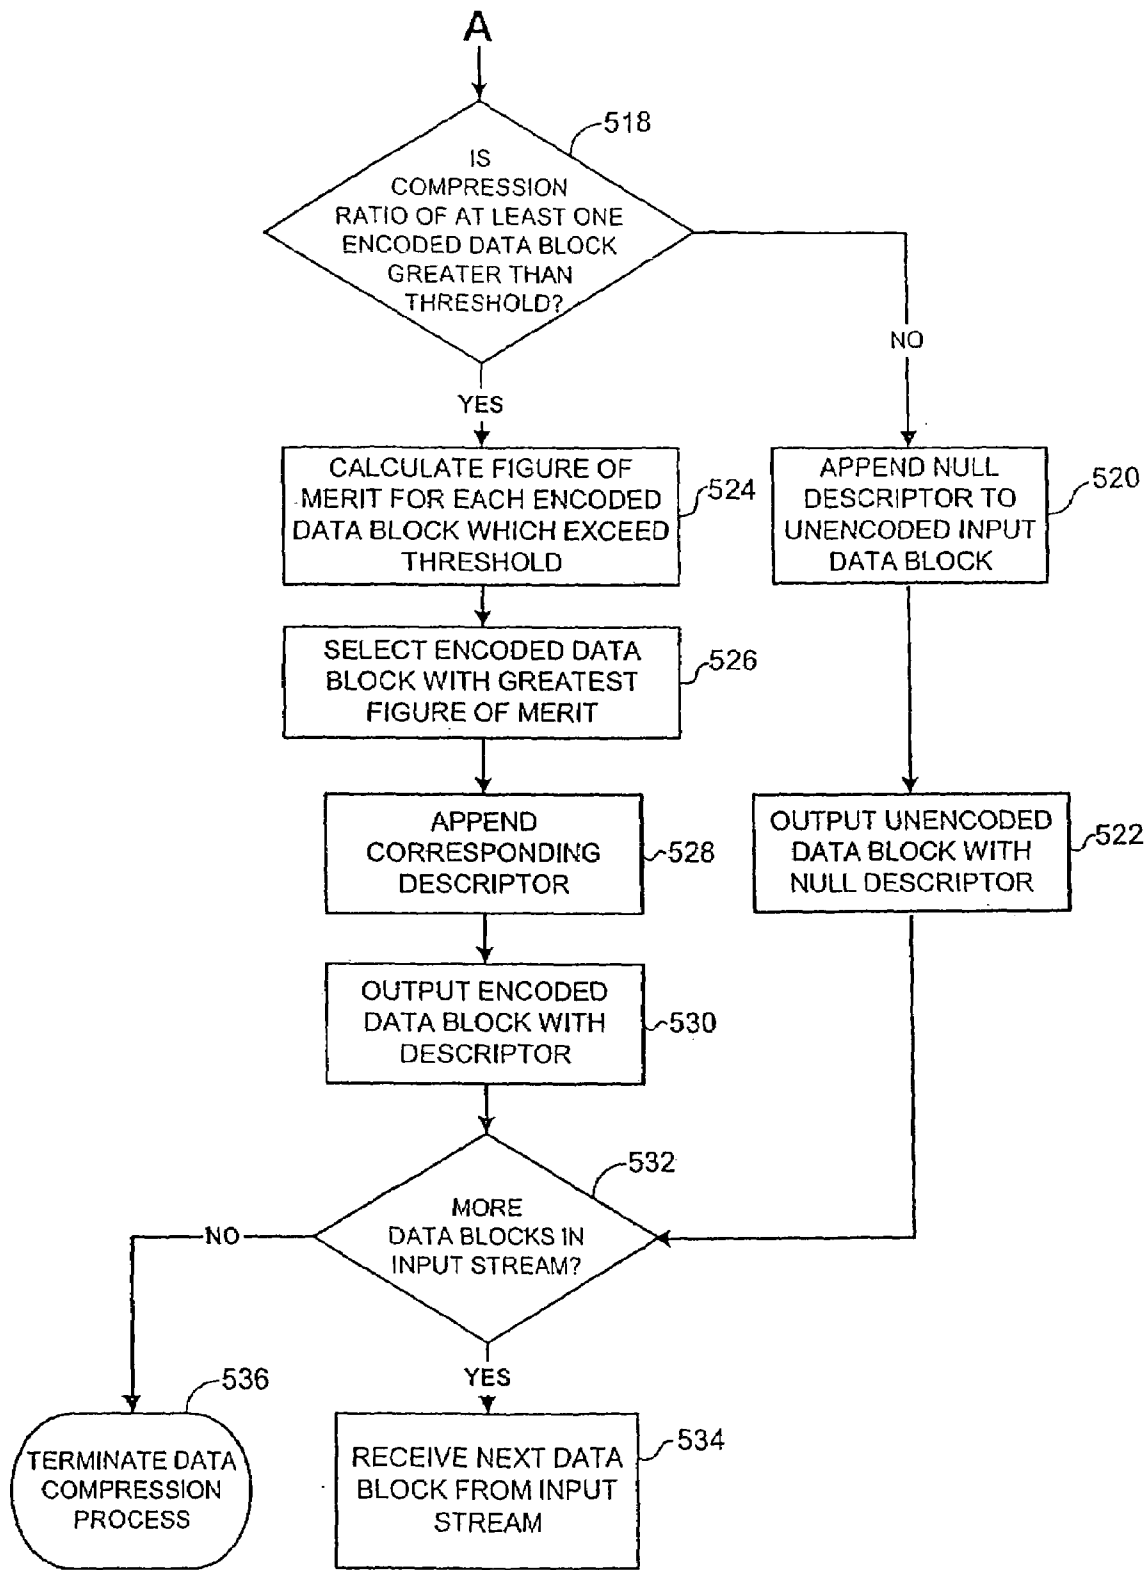 A
518
IS
COMPRESSION
RATIO OF AT LEAST ONE
ENCODED DATA BLOCK
GREATER THAN
THRESHOLD?
NO
YES
CALCULATE FIGURE OF
MERIT FOR EACH ENCODED
DATA BLOCK WHICH EXCEED
THRESHOLD
524
APPEND NULL
DESCRIPTOR TO
UNENCODED INPUT
DATA BLOCK
520
SELECT ENCODED DATA
BLOCK WITH GREATEST
FIGURE OF MERIT
526
APPEND
CORRESPONDING
DESCRIPTOR
528
OUTPUT UNENCODED
DATA BLOCK WITH
NULL DESCRIPTOR
522
OUTPUT ENCODED
DATA BLOCK WITH
DESCRIPTOR
530
532
MORE
DATA BLOCKS IN
INPUT STREAM?
NO
YES
536
TERMINATE DATA
COMPRESSION
PROCESS
RECEIVE NEXT DATA
BLOCK FROM INPUT
STREAM
534